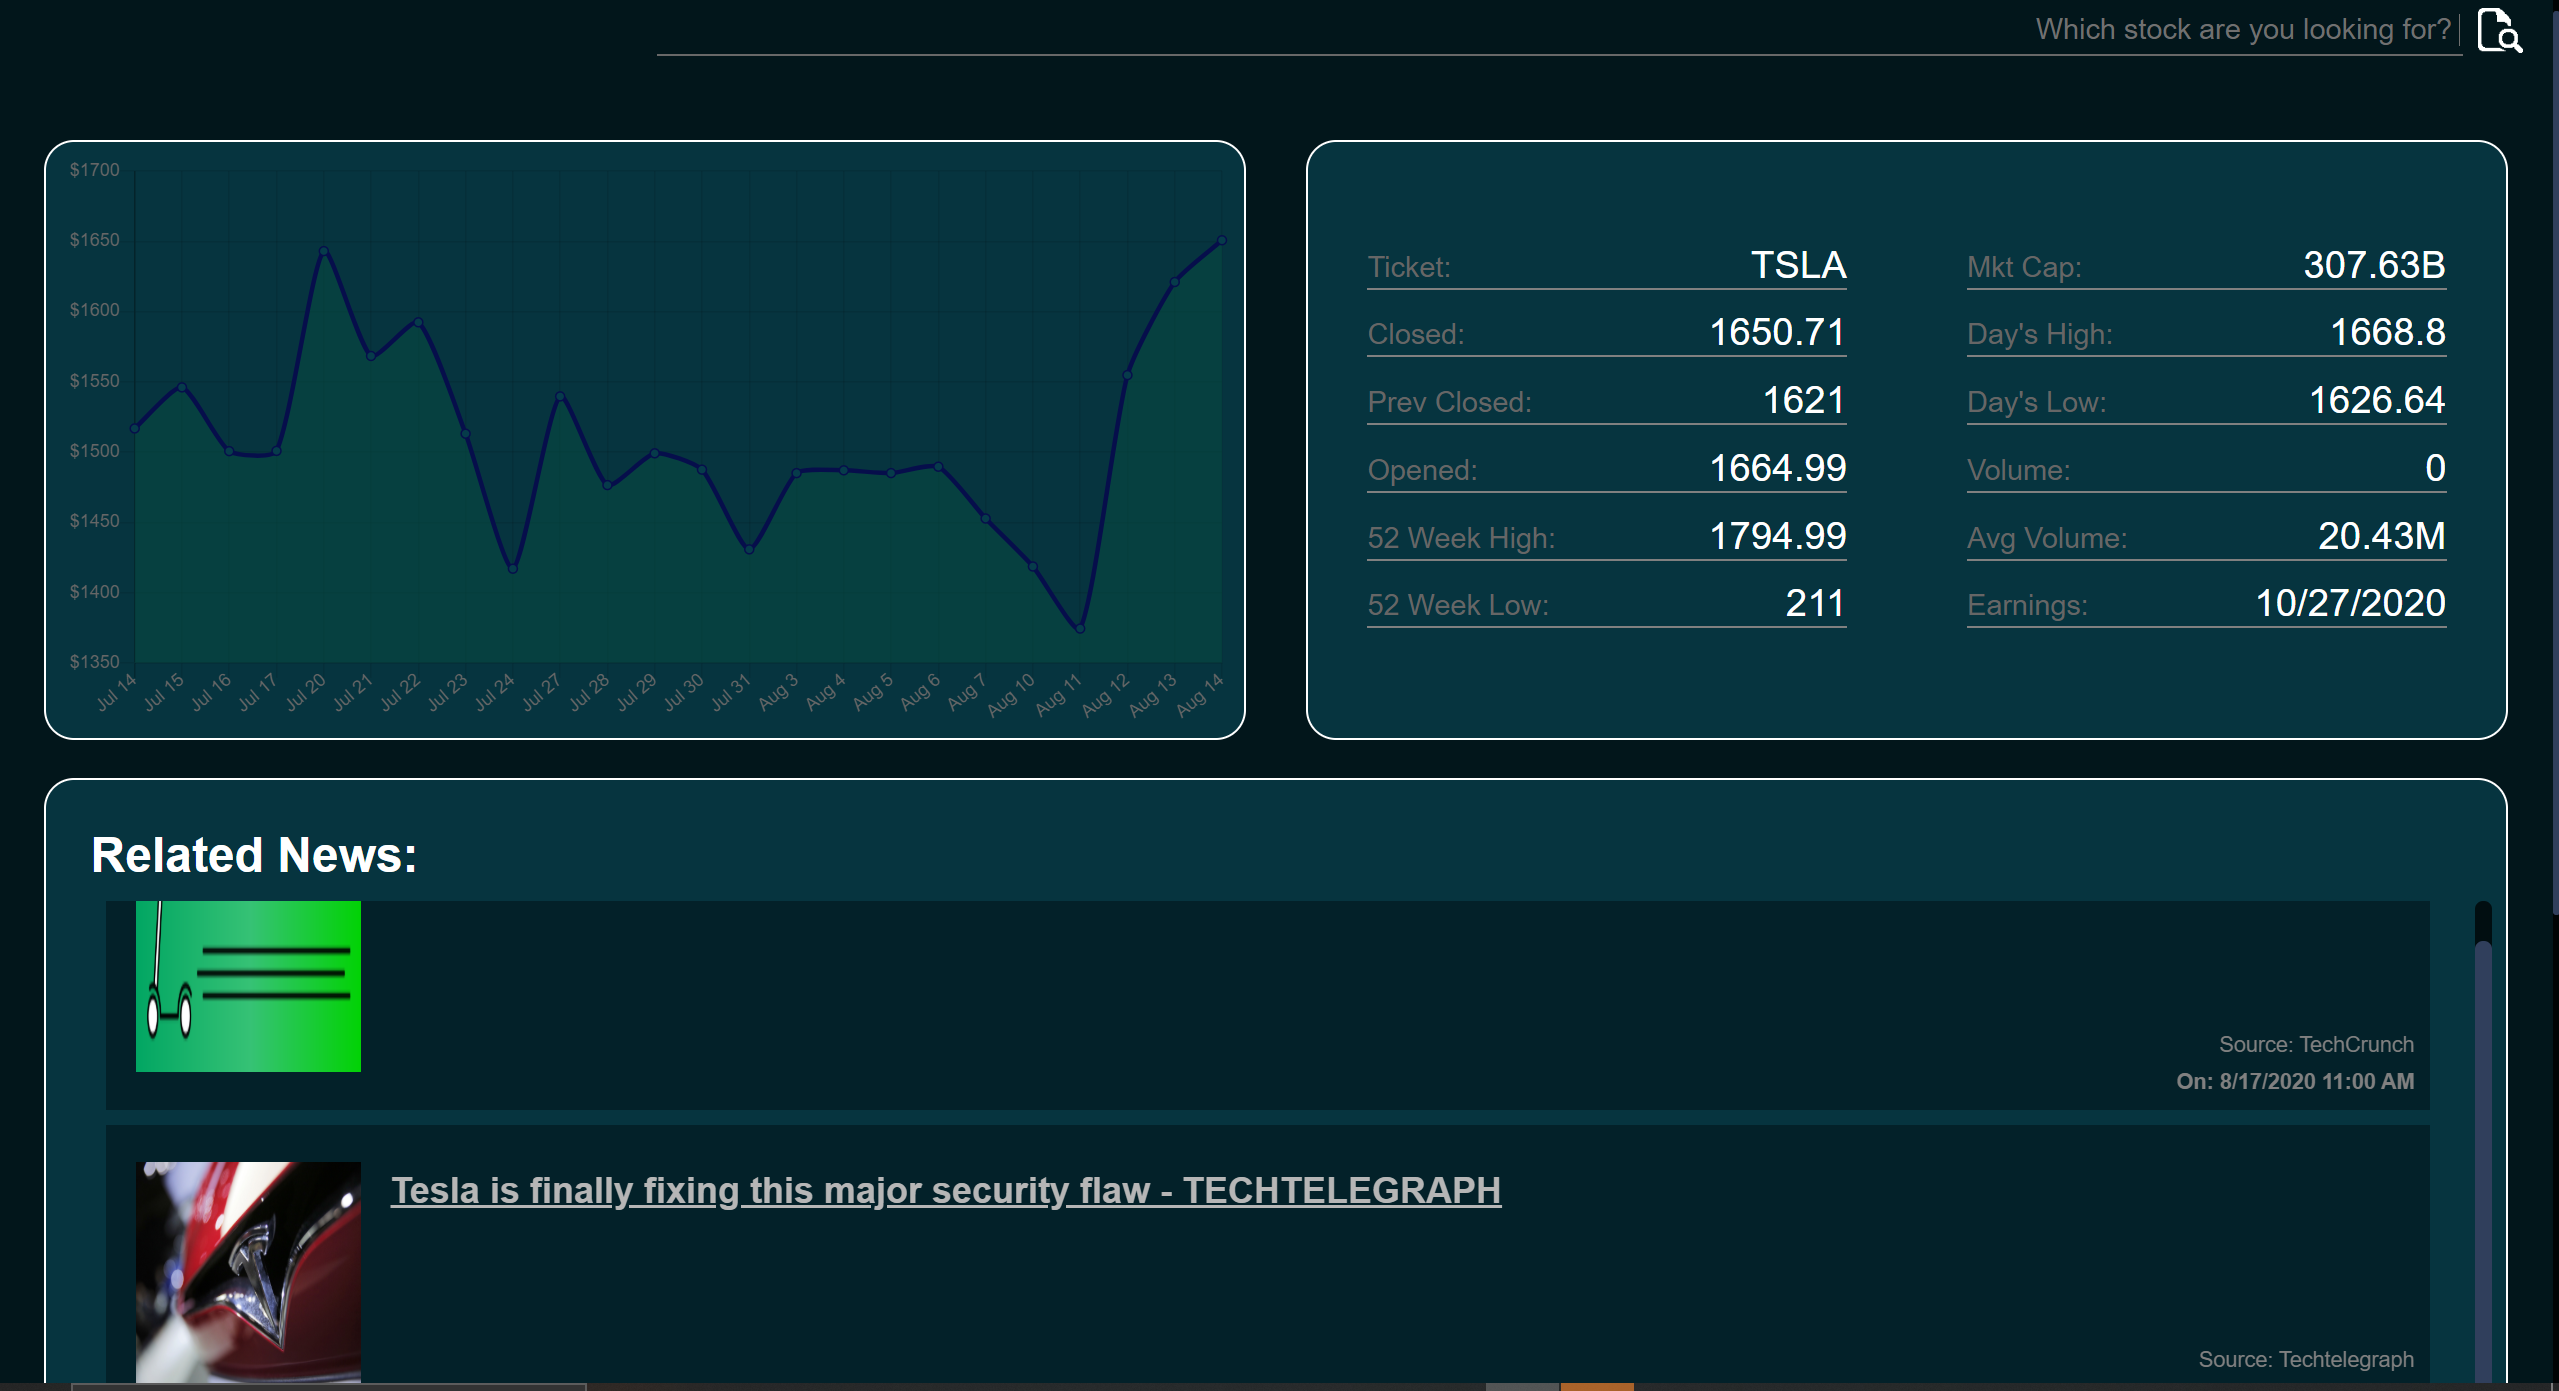 Which stock are you looking for?
$1700
$1650
$1600
$1550
$1500
$1450
$1400
$1350
Jul 14
Jul 15
Jul 16
Jul 17
Jul 20
Jul 21
Jul 22
Jul 23
Jul 24
Jul 27
Jul 28
Jul 29
Jul 30
Jul 31
Aug 3
Aug 4
Aug 5
Aug 6
Aug 7
Aug 10
Aug 11
Aug 12
Aug 13
Aug 14
Ticket: TSLA
Closed: 1650.71
Prev Closed: 1621
Opened: 1664.99
52 Week High: 1794.99
52 Week Low: 211
Mkt Cap: 307.63B
Day's High: 1668.8
Day's Low: 1626.64
Volume: 0
Avg Volume: 20.43M
Earnings: 10/27/2020
Related News:
Source: TechCrunch
On: 8/17/2020 11:00 AM
Tesla is finally fixing this major security flaw - TECHTELEGRAPH
Source: Techtelegraph